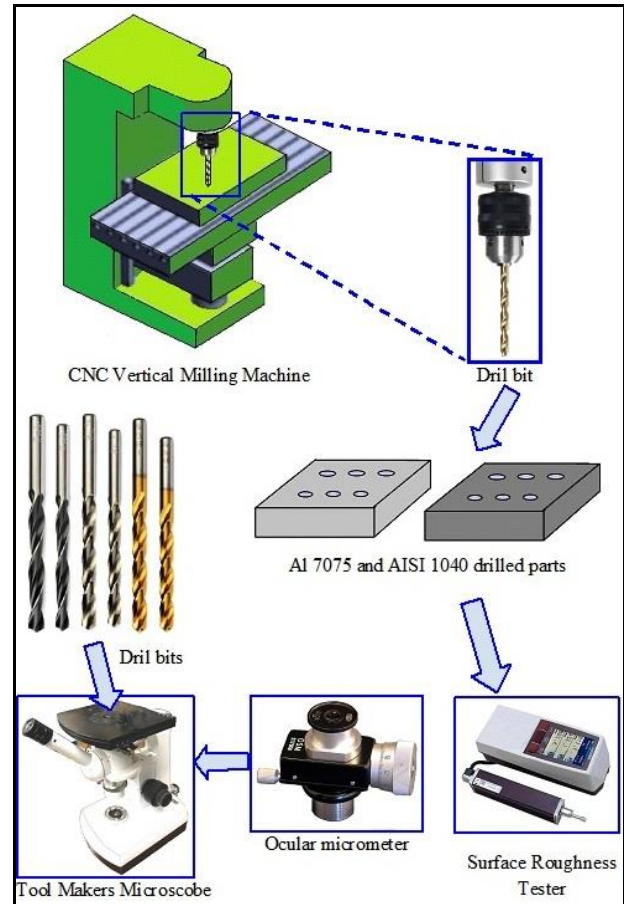 CNC Vertical Milling Machine
Dril bit
Al 7075 and AISI 1040 drilled parts
Dril bits
Ocular micrometer
Tool Makers Microscobe
Surface Roughness
Tester